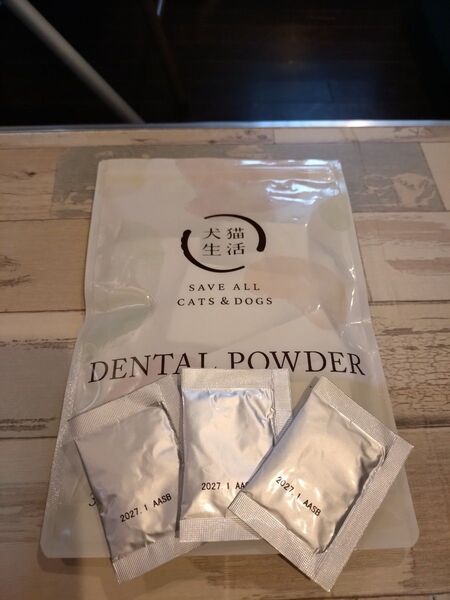 犬猫
生活
SAVE ALL
CATS & DOGS
DENTAL POWDER
3
2027. 1 AASB
2027. 1 AASB
2027. 1 AASB